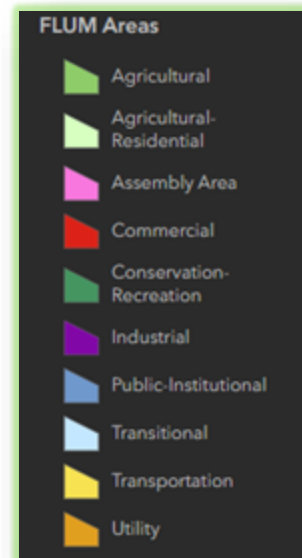 FLUM Areas
Agricultural
Agricultural-
Residential
Assembly Area
Commercial
Conservation-
Recreation
Industrial
Public-Institutional
Transitional
Transportation
Utility